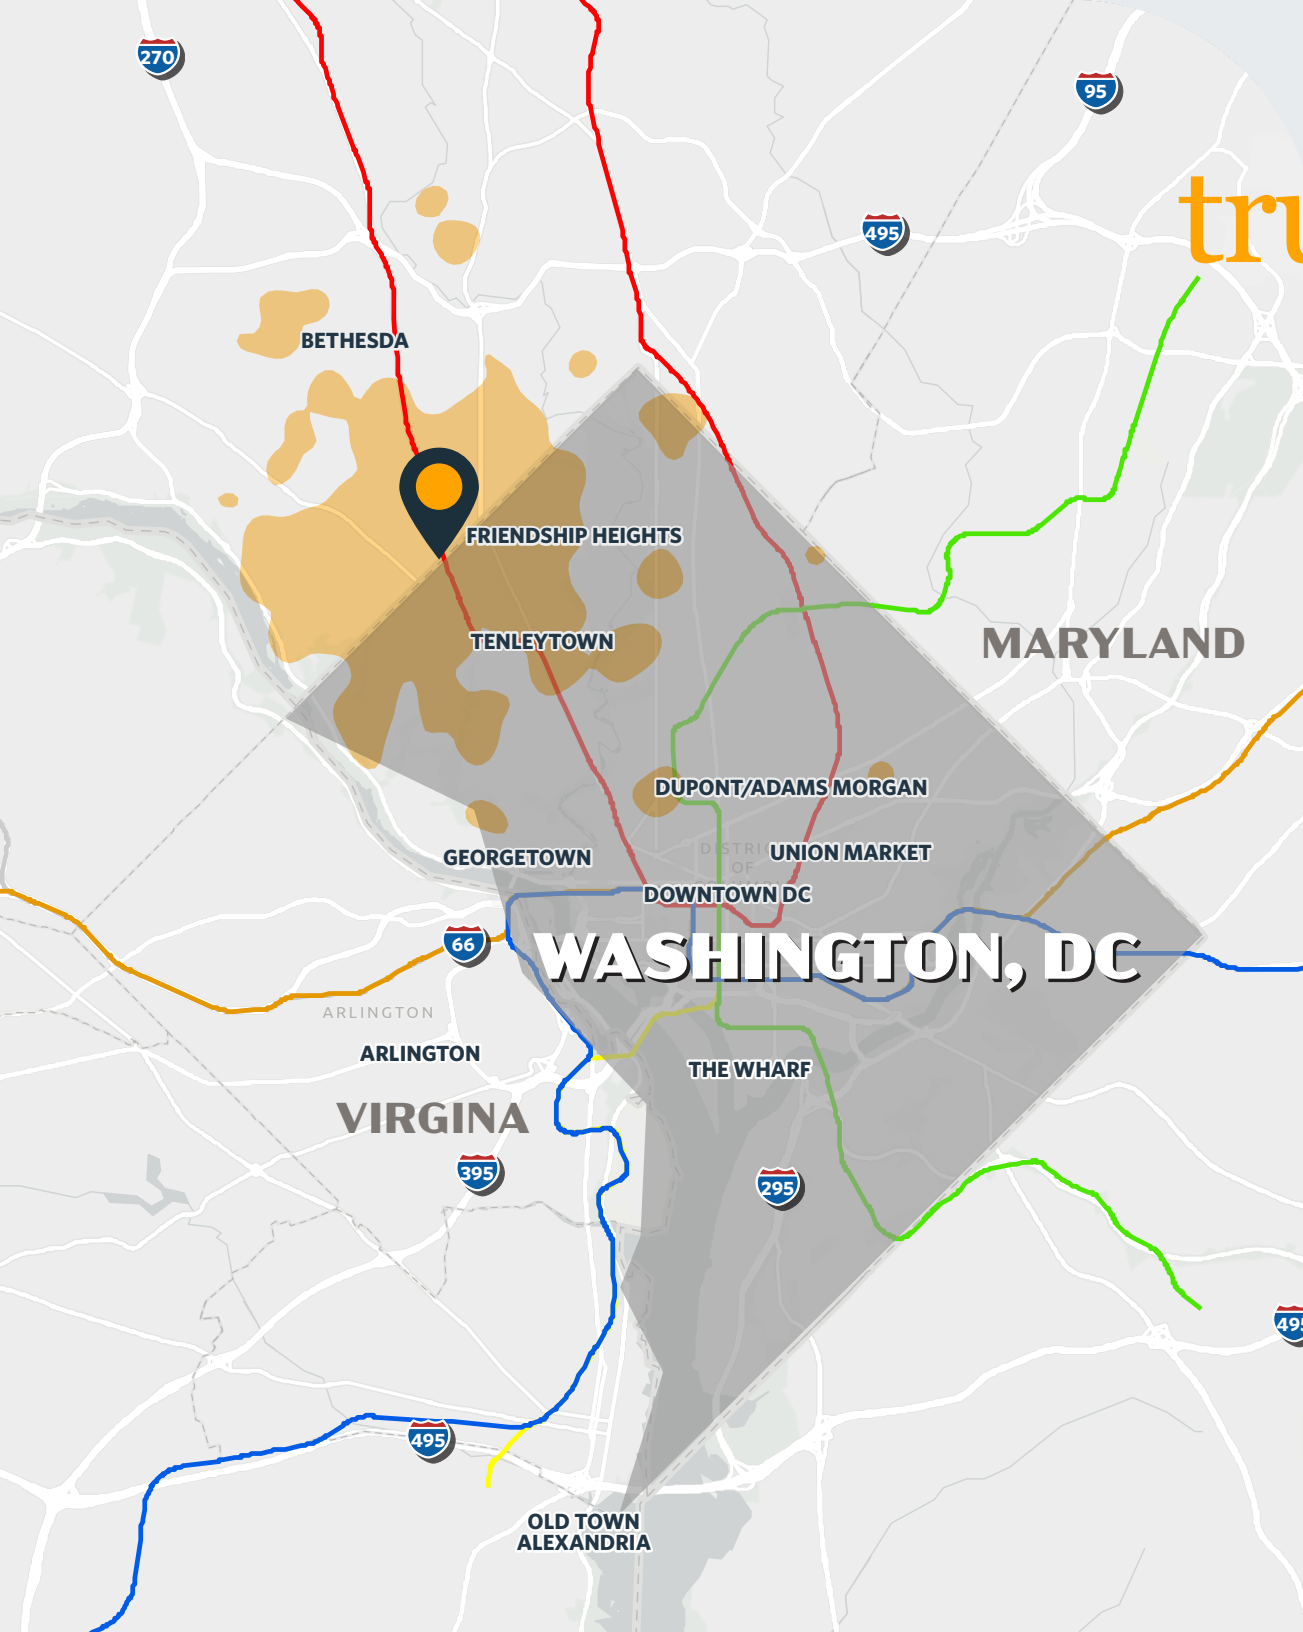 270
95
tru
495
BETHESDA
FRIENDSHIP HEIGHTS
MARYLAND
TENLEYTOWN
DUPONT/ADAMS MORGAN
UNION MARKET
OF
GEORGETOWN
DOWNTOWN DC
66
WASHINGTON, DC
ARLINGTON
ARLINGTON
THE WHARF
VIRGINA
395
295
495
495
OLD TOWN
ALEXANDRIA